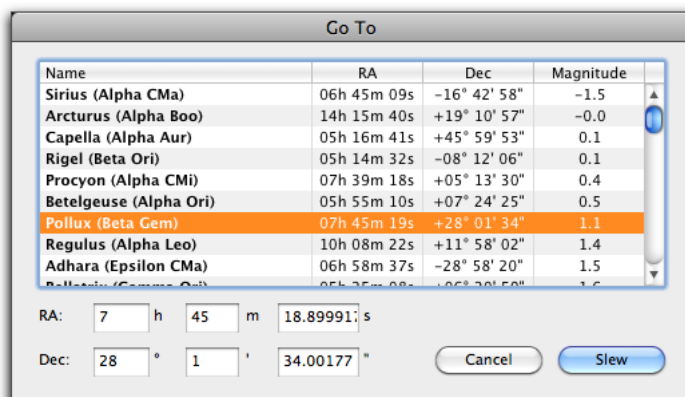 Go To
Name RA Dec Magnitude
Sirius (Alpha CMa) 06h 45m 09s -16° 42' 58" -1.5
Arcturus (Alpha Boo) 14h 15m 40s +19° 10' 57" -0.0
Capella (Alpha Aur) 05h 16m 41s +45° 59' 53" 0.1
Rigel (Beta Ori) 05h 14m 32s -08° 12' 06" 0.1
Procyon (Alpha CMi) 07h 39m 18s +05° 13' 30" 0.4
Betelgeuse (Alpha Ori) 05h 55m 10s +07° 24' 25" 0.5
Pollux (Beta Gem) 07h 45m 19s +28° 01' 34" 1.1
Regulus (Alpha Leo) 10h 08m 22s +11° 58' 02" 1.4
Adhara (Epsilon CMa) 06h 58m 37s -28° 58' 20" 1.5
RA: 7 h 45 m 18.899917 s
Dec: 28 ° 1 ' 34.00177 " Cancel Slew